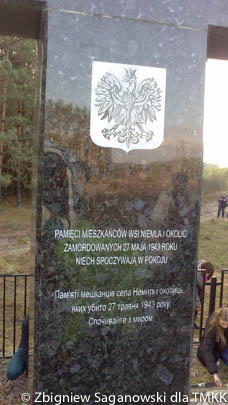 PAMIĘCI MIESZKAŃCÓW WSI NIEMLA I OKOLIC
ZAMORDOWANYCH 27 MAJA 1943 ROKU
NIECH SPOCZYWAJĄ W POKOJU
Пам'яті мешканців села Немиля і околиць,
яких убито 27 травня 1943 року.
Спочивайте з миром.
© Zbigniew Saganowski dla TMKK